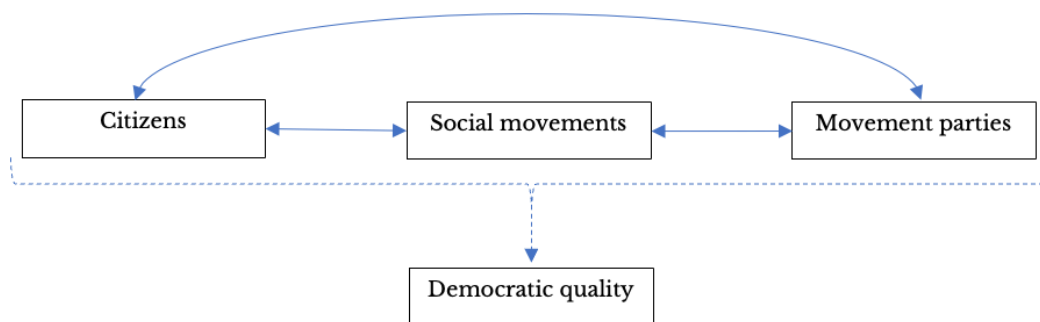 Citizens
Social movements
Movement parties
Democratic quality